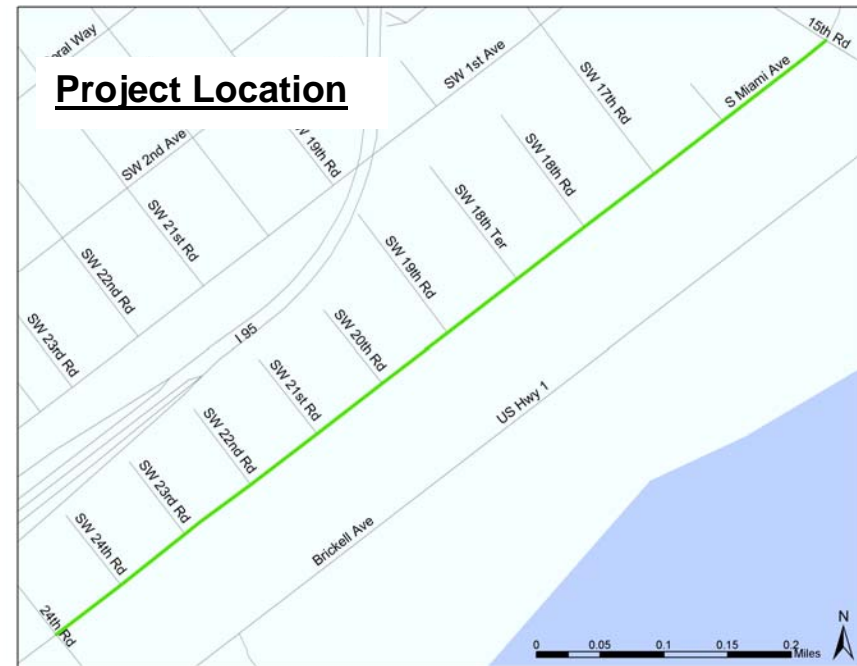 Project Location
15th Rd
SW 1st Ave
S Miami Ave
SW 17th Rd
SW 2nd Ave
19th Rd
SW 18th Rd
SW 21st Rd
SW 18th Ter
SW 22nd Rd
SW 19th Rd
SW 23rd Rd
I 95
SW 20th Rd
SW 21st Rd
US Hwy 1
SW 22nd Rd
SW 23rd Rd
Brickell Ave
SW 24th Rd
24th Rd
N
0 0.05 0.1 0.15 0.2
Miles